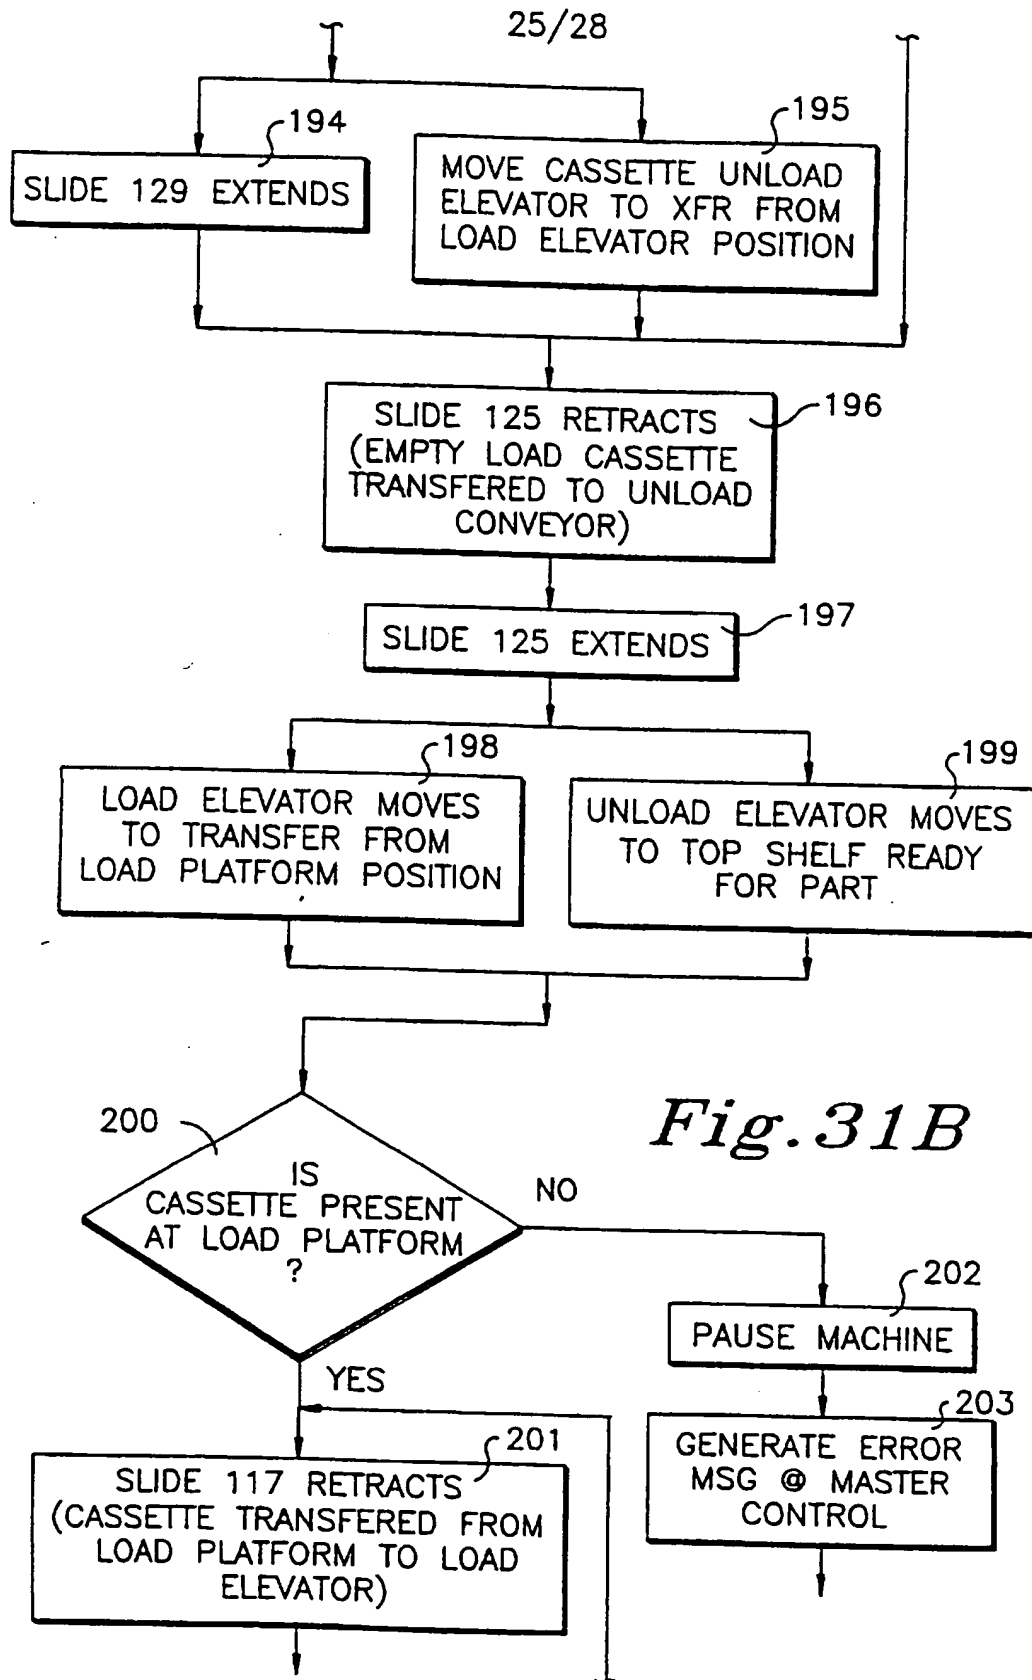 25/28
194
SLIDE 129 EXTENDS
195
MOVE CASSETTE UNLOAD
ELEVATOR TO XFR FROM
LOAD ELEVATOR POSITION
196
SLIDE 125 RETRACTS
(EMPTY LOAD CASSETTE
TRANSFERED TO UNLOAD
CONVEYOR)
197
SLIDE 125 EXTENDS
198
LOAD ELEVATOR MOVES
TO TRANSFER FROM
LOAD PLATFORM POSITION
199
UNLOAD ELEVATOR MOVES
TO TOP SHELF READY
FOR PART
Fig.31B
200
IS
CASSETTE PRESENT
AT LOAD PLATFORM
?
NO
YES
202
PAUSE MACHINE
203
GENERATE ERROR
MSG @ MASTER
CONTROL
201
SLIDE 117 RETRACTS
(CASSETTE TRANSFERED FROM
LOAD PLATFORM TO LOAD
ELEVATOR)